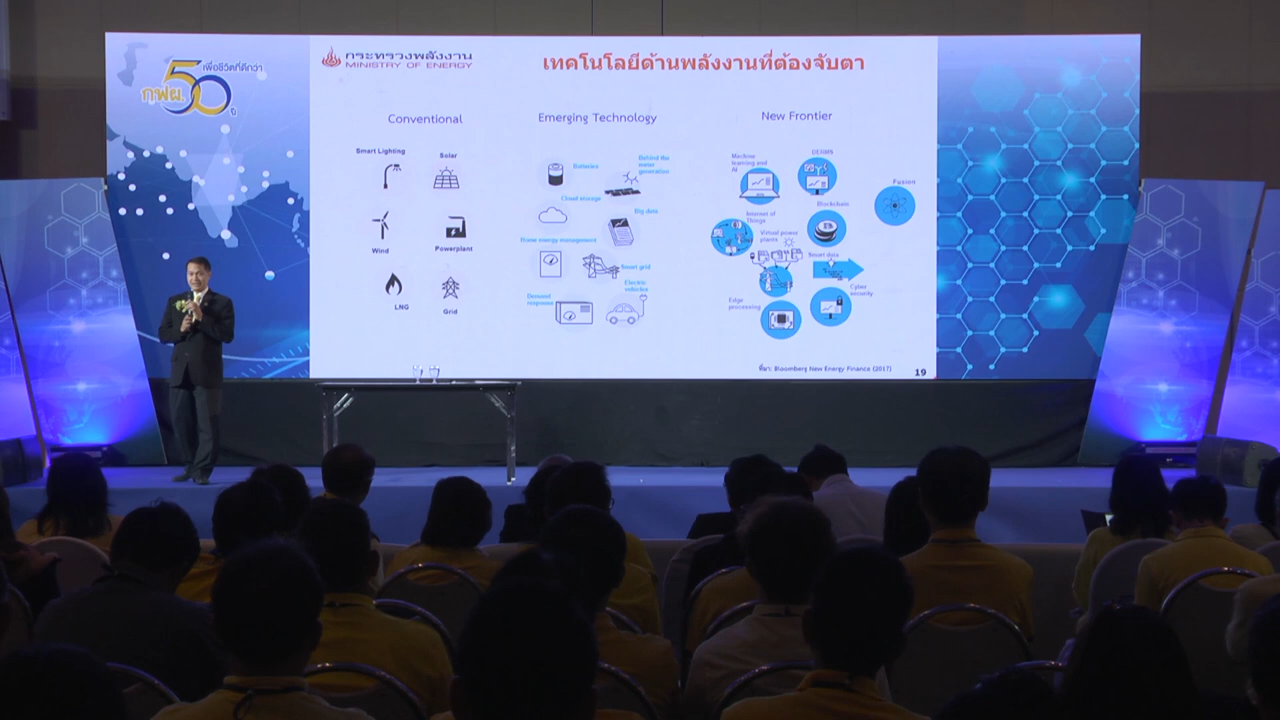 เพื่อชีวิตที่ดีกว่า
กฟผ. 50 ปี
กระทรวงพลังงาน
MINISTRY OF ENERGY
เทคโนโลยีด้านพลังงานที่ต้องจับตา
Conventional
Smart Lighting
Solar
Wind
Powerplant
LNG
Grid
Emerging Technology
Batteries
Behind the
meter
generation
Cloud storage
Big data
Home energy management
Smart grid
Demand
response
Electric
vehicles
New Frontier
Machine
learning and
AI
DERMS
Fusion
Blockchain
Internet of
Things
Virtual power
plants
Smart data
Cyber
security
Edge
processing
ที่มา: Bloomberg New Energy Finance (2017)
19